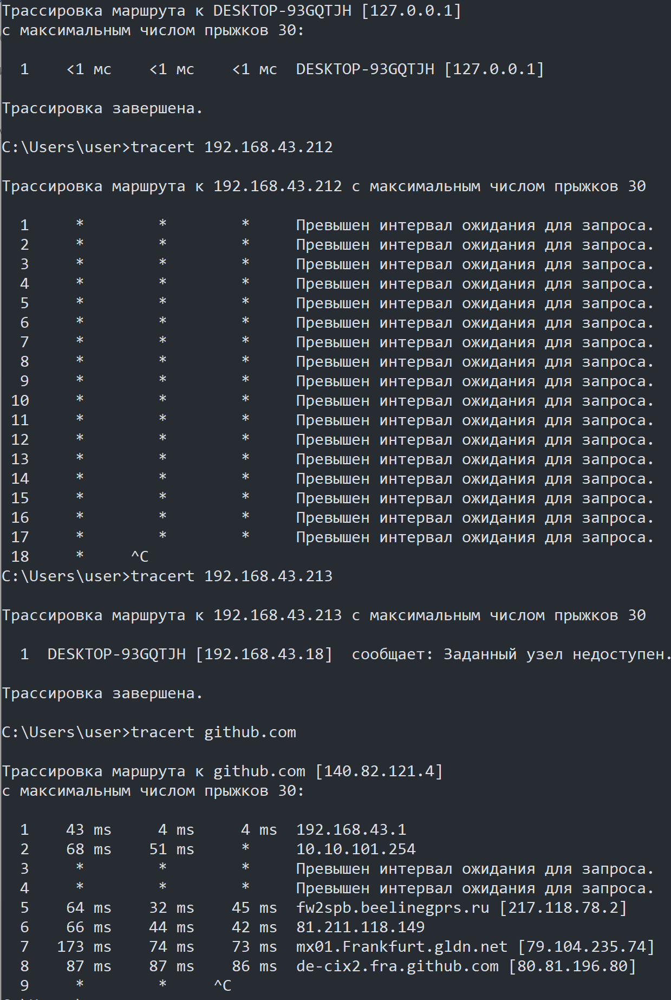 Трассировка маршрута к DESKTOP-93GQTJH [127.0.0.1]
с максимальным числом прыжков 30:
1 <1 мс <1 мс <1 мс DESKTOP-93GQTJH [127.0.0.1]
Трассировка завершена.
C:\Users\user>tracert 192.168.43.212
Трассировка маршрута к 192.168.43.212 с максимальным числом прыжков 30
1 * * * Превышен интервал ожидания для запроса.
2 * * * Превышен интервал ожидания для запроса.
3 * * * Превышен интервал ожидания для запроса.
4 * * * Превышен интервал ожидания для запроса.
5 * * * Превышен интервал ожидания для запроса.
6 * * * Превышен интервал ожидания для запроса.
7 * * * Превышен интервал ожидания для запроса.
8 * * * Превышен интервал ожидания для запроса.
9 * * * Превышен интервал ожидания для запроса.
10 * * * Превышен интервал ожидания для запроса.
11 * * * Превышен интервал ожидания для запроса.
12 * * * Превышен интервал ожидания для запроса.
13 * * * Превышен интервал ожидания для запроса.
14 * * * Превышен интервал ожидания для запроса.
15 * * * Превышен интервал ожидания для запроса.
16 * * * Превышен интервал ожидания для запроса.
17 * * * Превышен интервал ожидания для запроса.
18 * ^C
C:\Users\user>tracert 192.168.43.213
Трассировка маршрута к 192.168.43.213 с максимальным числом прыжков 30
1 DESKTOP-93GQTJH [192.168.43.18] сообщает: Заданный узел недоступен.
Трассировка завершена.
C:\Users\user>tracert github.com
Трассировка маршрута к github.com [140.82.121.4]
с максимальным числом прыжков 30:
1 43 ms 4 ms 4 ms 192.168.43.1
2 68 ms 51 ms * 10.10.101.254
3 * * * Превышен интервал ожидания для запроса.
4 * * * Превышен интервал ожидания для запроса.
5 64 ms 32 ms 45 ms fw2spb.beelinegprs.ru [217.118.78.2]
6 66 ms 44 ms 42 ms 81.211.118.149
7 173 ms 74 ms 73 ms mx01.Frankfurt.gldn.net [79.104.235.74]
8 87 ms 87 ms 86 ms de-cix2.fra.github.com [80.81.196.80]
9 * * ^C